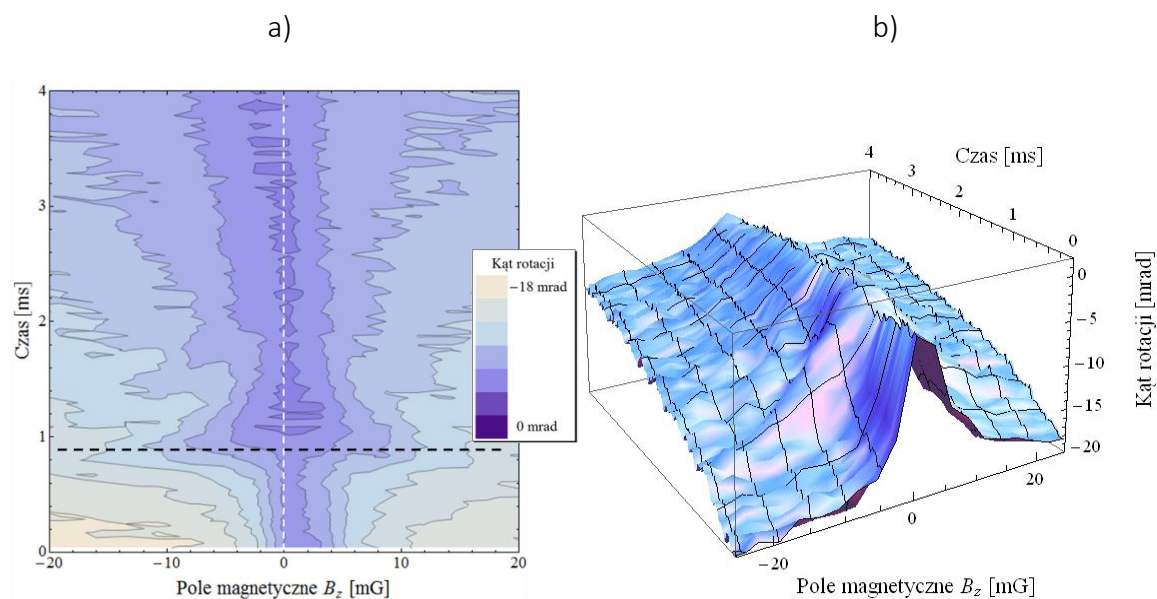 a)
b)
4
3
2
1
0
Czas [ms]
−20
−10
0
10
20
Pole magnetyczne Bz [mG]
Kąt rotacji
−18 mrad
0 mrad
4
3
2
1
0
Czas [ms]
0
−5
−10
−15
−20
Kąt rotacji [mrad]
−20
0
20
Pole magnetyczne Bz [mG]